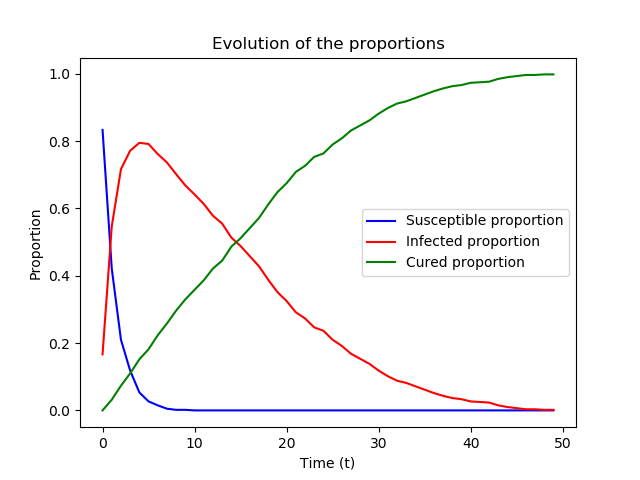 Evolution of the proportions
Proportion
1.0
0.8
0.6
0.4
0.2
0.0
Susceptible proportion
Infected proportion
Cured proportion
0 10 20 30 40 50
Time (t)